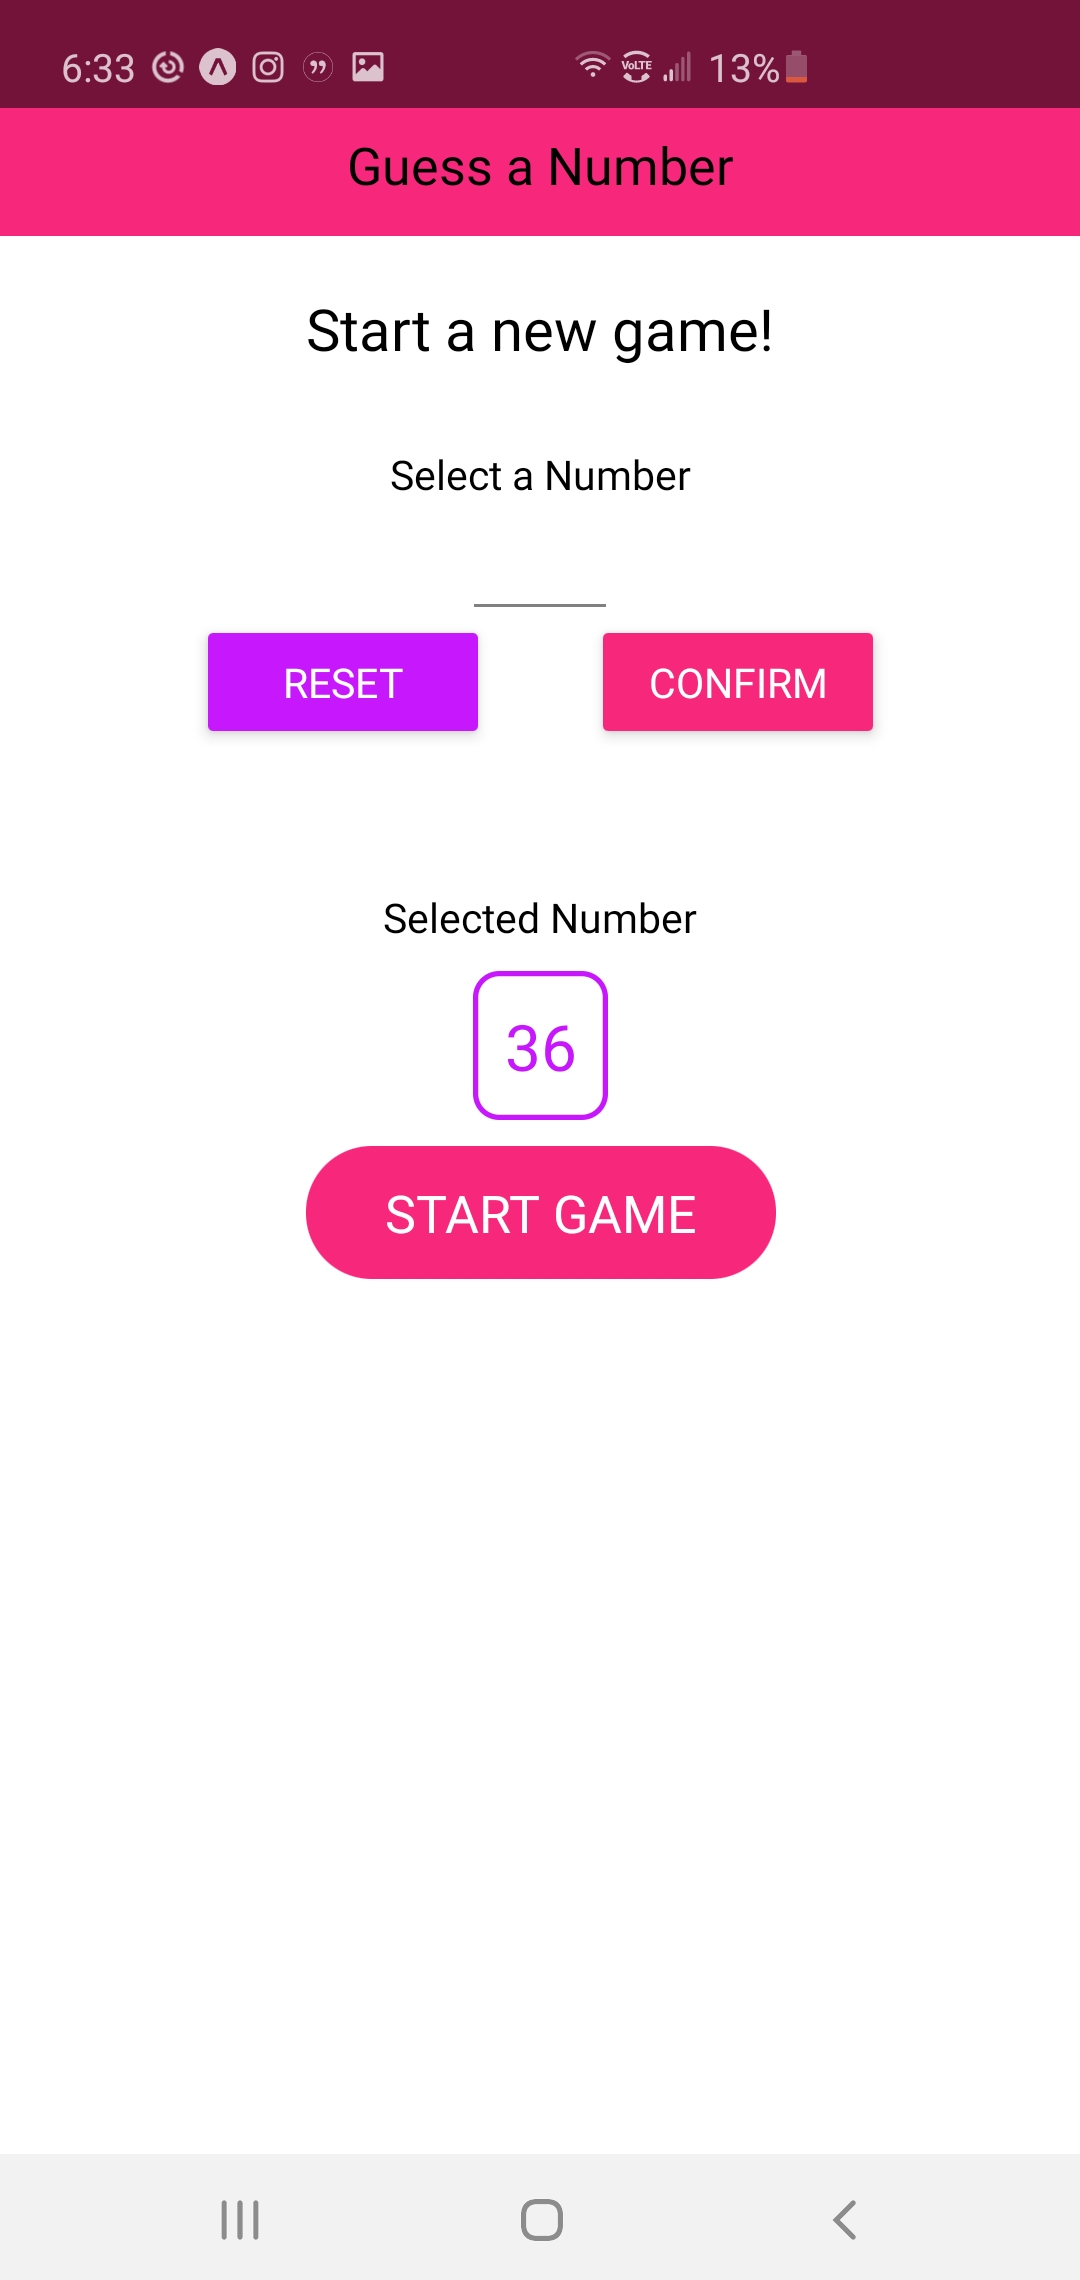 6:33 VoLTE 13%
Guess a Number
Start a new game!
Select a Number
RESET CONFIRM
Selected Number
36
START GAME